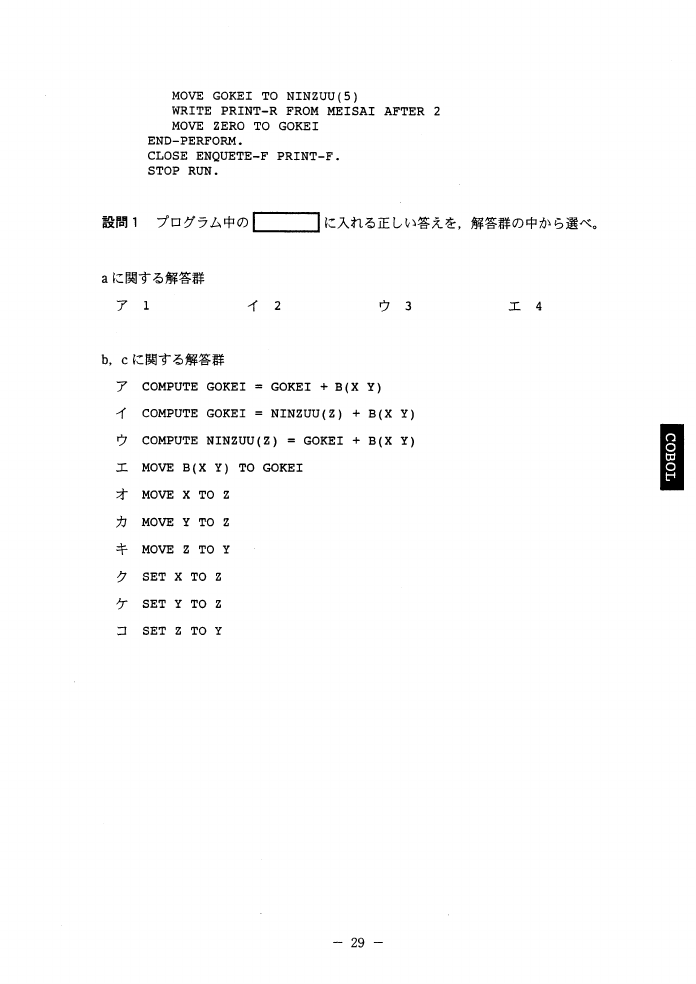 MOVE GOKEI TO NINZUU(5)
WRITE PRINT-R FROM MEISAI AFTER 2
MOVE ZERO TO GOKEI
END-PERFORM.
CLOSE ENQUETE-F PRINT-F.
STOP RUN.
設問1 プログラム中の に入れる正しい答えを，解答群の中から選べ。
a に関する解答群
ア 1 イ 2 ウ 3 エ 4
b，c に関する解答群
ア COMPUTE GOKEI = GOKEI + B(X Y)
イ COMPUTE GOKEI = NINZUU(Z) + B(X Y)
ウ COMPUTE NINZUU(Z) = GOKEI + B(X Y)
エ MOVE B(X Y) TO GOKEI
オ MOVE X TO Z
カ MOVE Y TO Z
キ MOVE Z TO Y
ク SET X TO Z
ケ SET Y TO Z
コ SET Z TO Y
COBOL
— 29 —